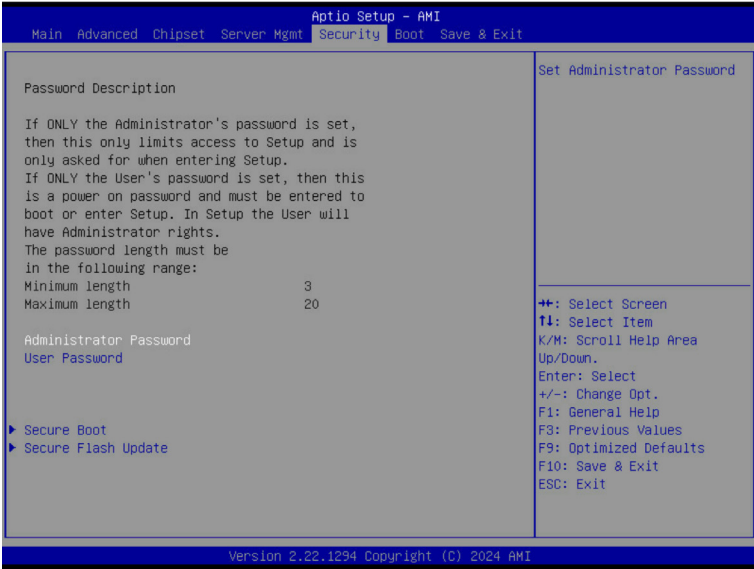 Aptio Setup – AMI
Main Advanced Chipset Server Mgmt Security Boot Save & Exit
Password Description
If ONLY the Administrator's password is set,
then this only limits access to Setup and is
only asked for when entering Setup.
If ONLY the User's password is set, then this
is a power on password and must be entered to
boot or enter Setup. In Setup the User will
have Administrator rights.
The password length must be
in the following range:
Minimum length 3
Maximum length 20
Administrator Password
User Password
Secure Boot
Secure Flash Update
Set Administrator Password
→←: Select Screen
↑↓: Select Item
K/M: Scroll Help Area
Up/Down.
Enter: Select
+/-: Change Opt.
F1: General Help
F3: Previous Values
F9: Optimized Defaults
F10: Save & Exit
ESC: Exit
Version 2.22.1294 Copyright (C) 2024 AMI